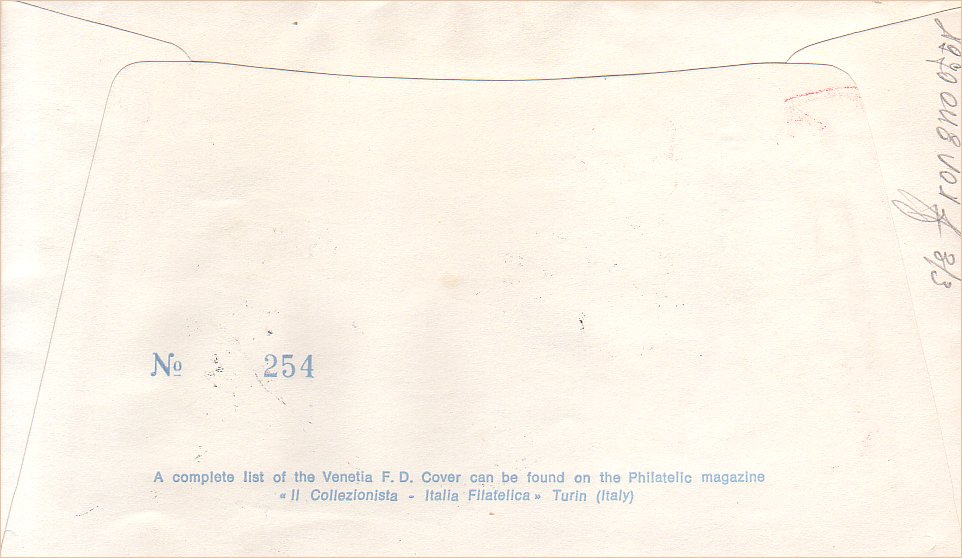 No 254
A complete list of the Venetia F. D. Cover can be found on the Philatelic magazine
« Il Collezionista - Italia Filatelica » Turin (Italy)